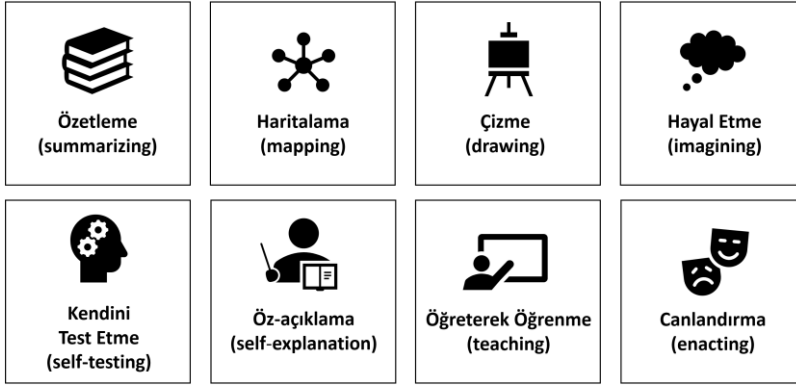 Özetleme
(summarizing)
Haritalama
(mapping)
Çizme
(drawing)
Hayal Etme
(imagining)
Kendini
Test Etme
(self-testing)
Öz-açıklama
(self-explanation)
Öğreterek Öğrenme
(teaching)
Canlandırma
(enacting)